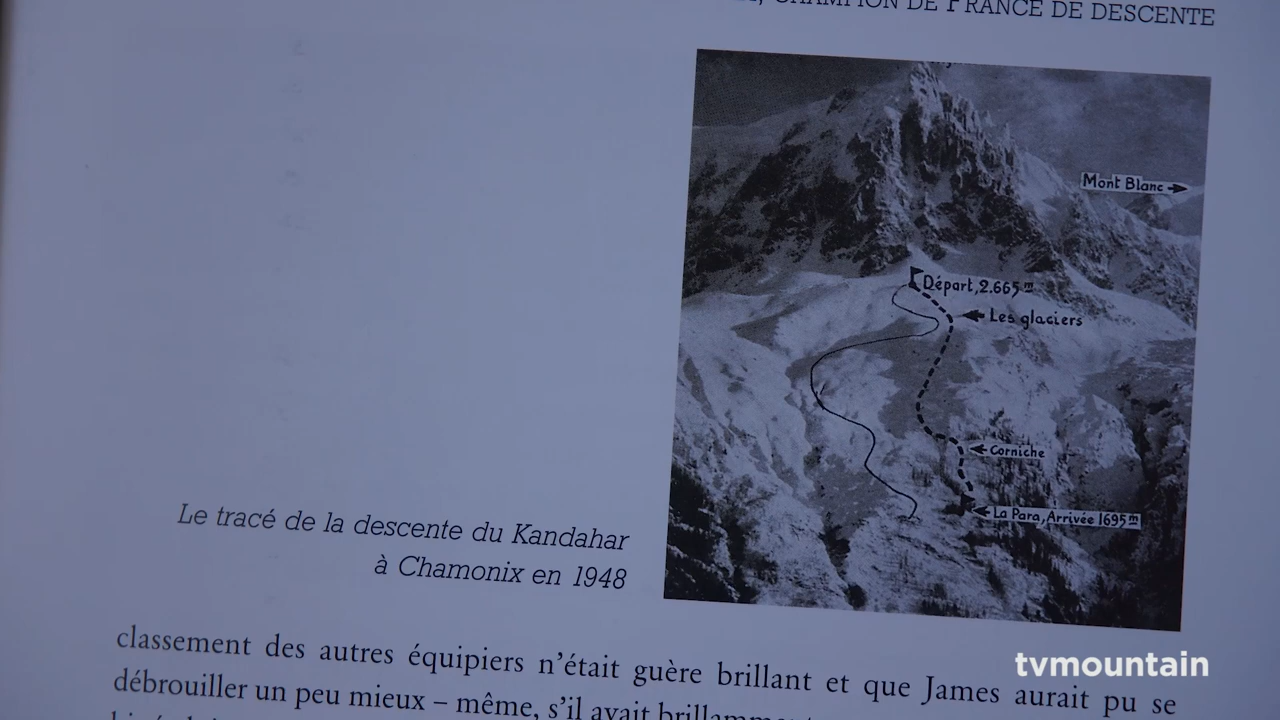 CHAMPION DE FRANCE DE DESCENTE
Mont Blanc
Départ, 2.665 m
Les glaciers
Corniche
La Para, Arrivée 1695 m
Le tracé de la descente du Kandahar
à Chamonix en 1948
classement des autres équipiers n'était guère brillant et que James aurait pu se
débrouiller un peu mieux – même, s'il avait
tvmountain